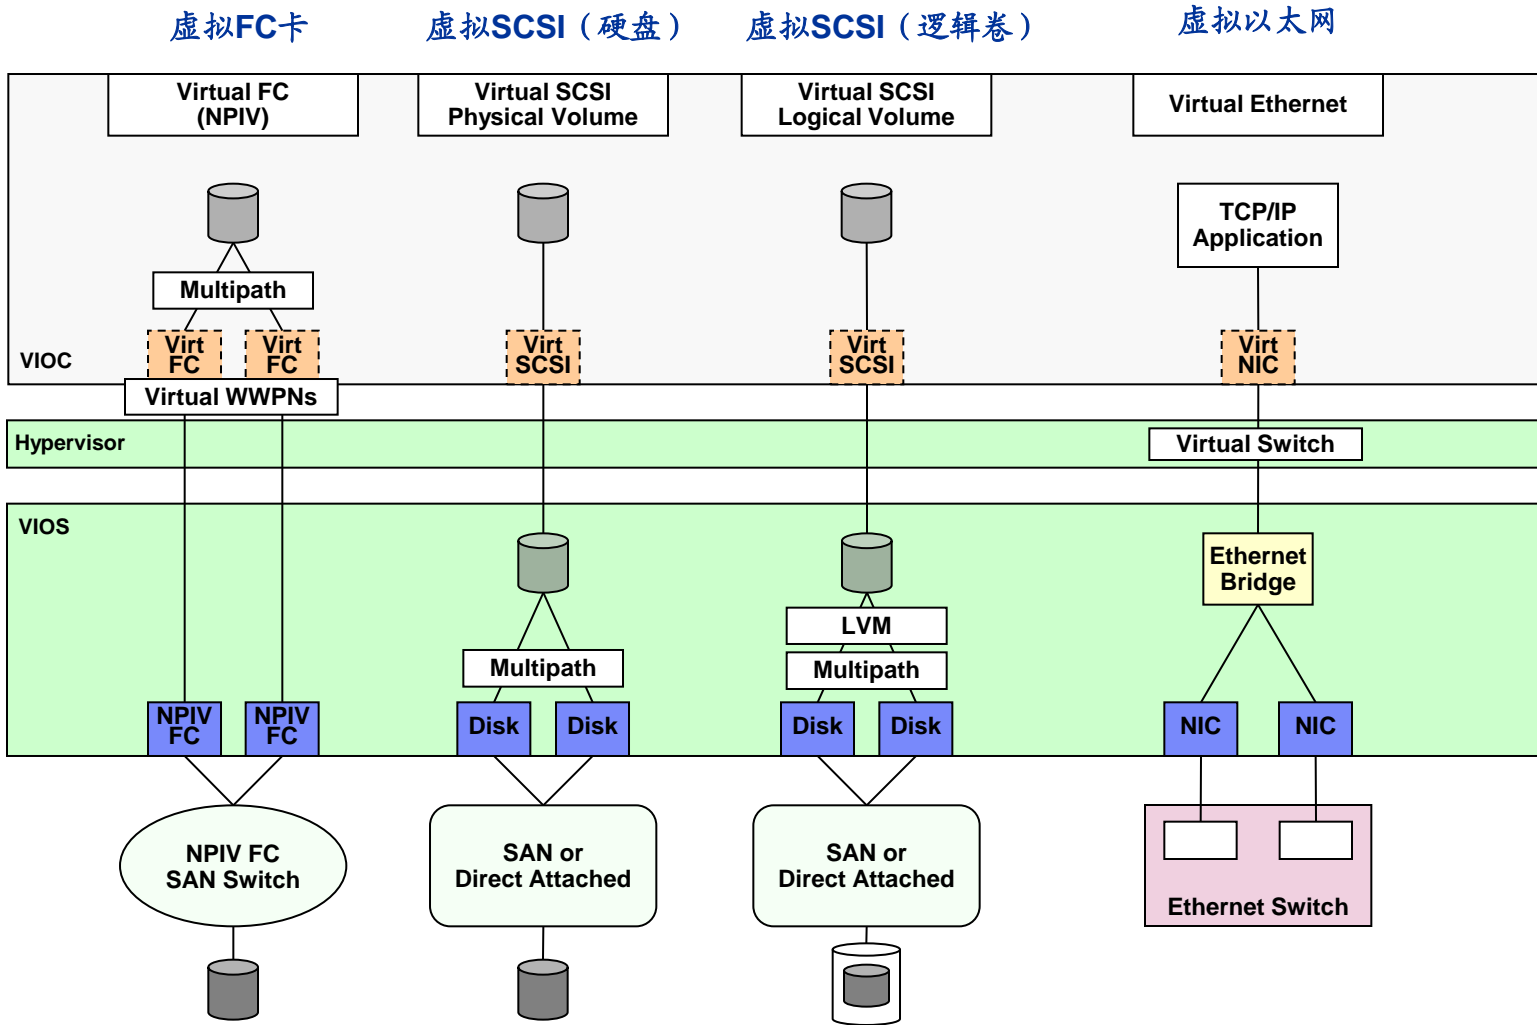 虚拟FC卡
虚拟SCSI（硬盘）
虚拟SCSI（逻辑卷）
虚拟以太网
Virtual FC
(NPIV)
Virtual SCSI
Physical Volume
Virtual SCSI
Logical Volume
Virtual Ethernet
TCP/IP
Application
Multipath
VIOC
Virt
FC
Virt
FC
Virt
SCSI
Virt
SCSI
Virt
NIC
Virtual WWPNs
Hypervisor
Virtual Switch
VIOS
Ethernet
Bridge
LVM
Multipath
Multipath
NPIV
FC
NPIV
FC
Disk
Disk
Disk
Disk
NIC
NIC
NPIV FC
SAN Switch
SAN or
Direct Attached
SAN or
Direct Attached
Ethernet Switch